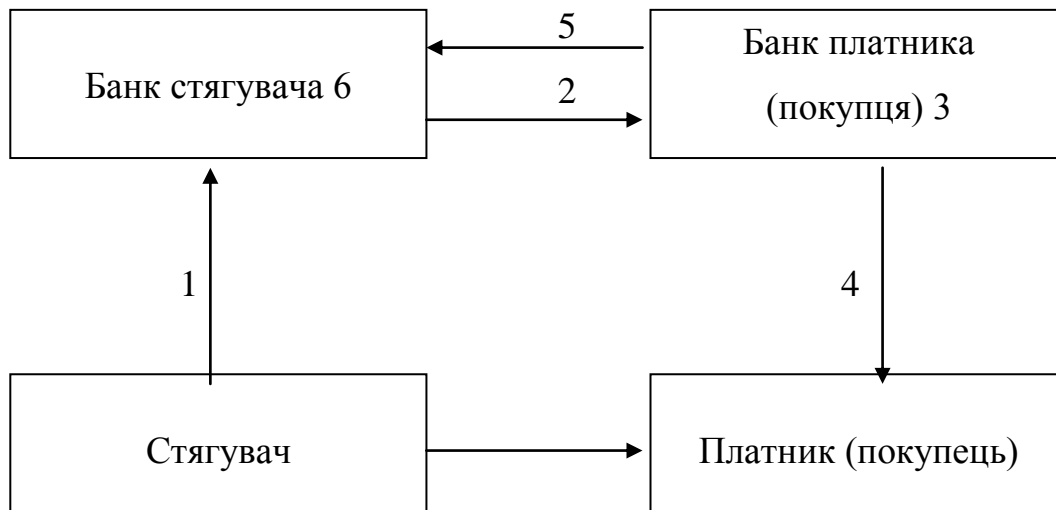 Банк стягувача 6
5
2
Банк платника
(покупця) 3
1
4
Стягувач
Платник (покупець)